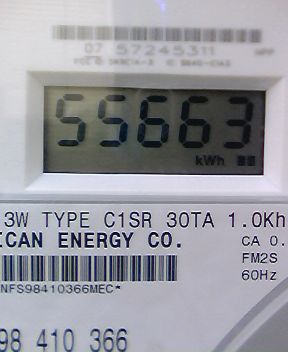 07 57245311
55663
kWh
3W TYPE C1SR 30TA 1.0Kh
ICAN ENERGY CO.
CA 0.
FM2S
60Hz
NFS98410366MEC*
98 410 366